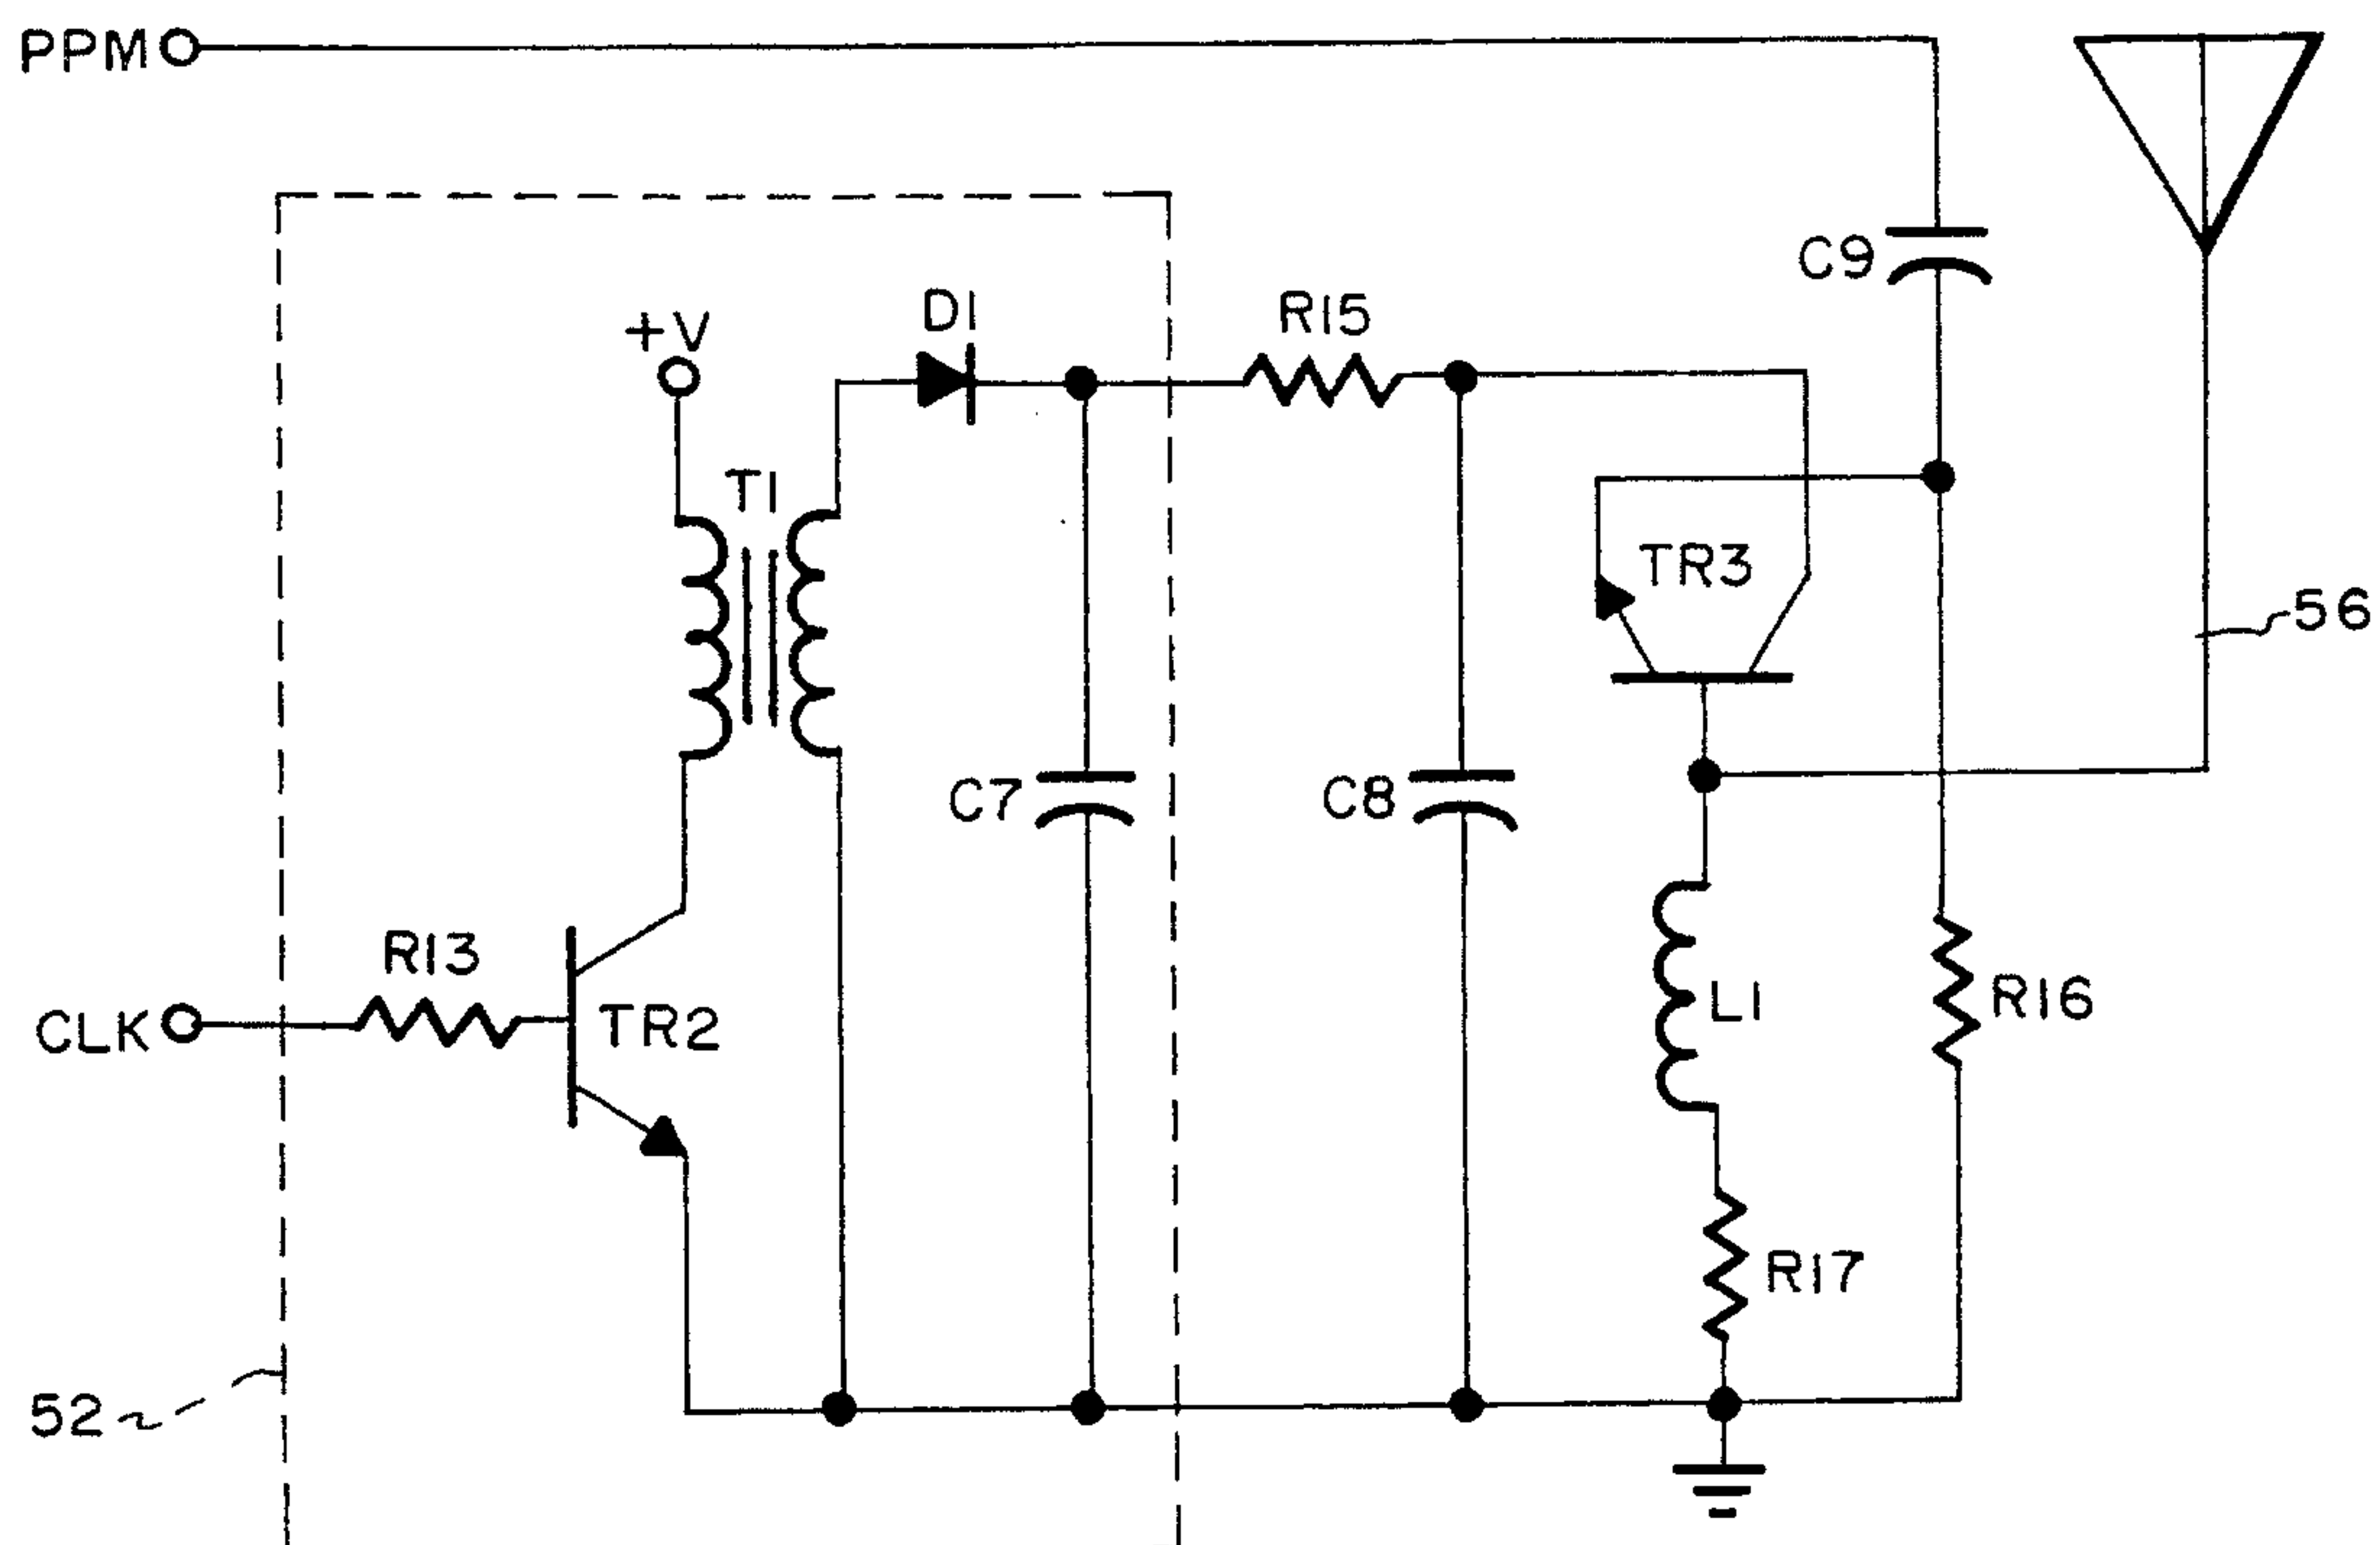 PPM
C9
D1
R15
+V
T1
TR3
56
C7
C8
R13
L1
R16
CLK
TR2
R17
52